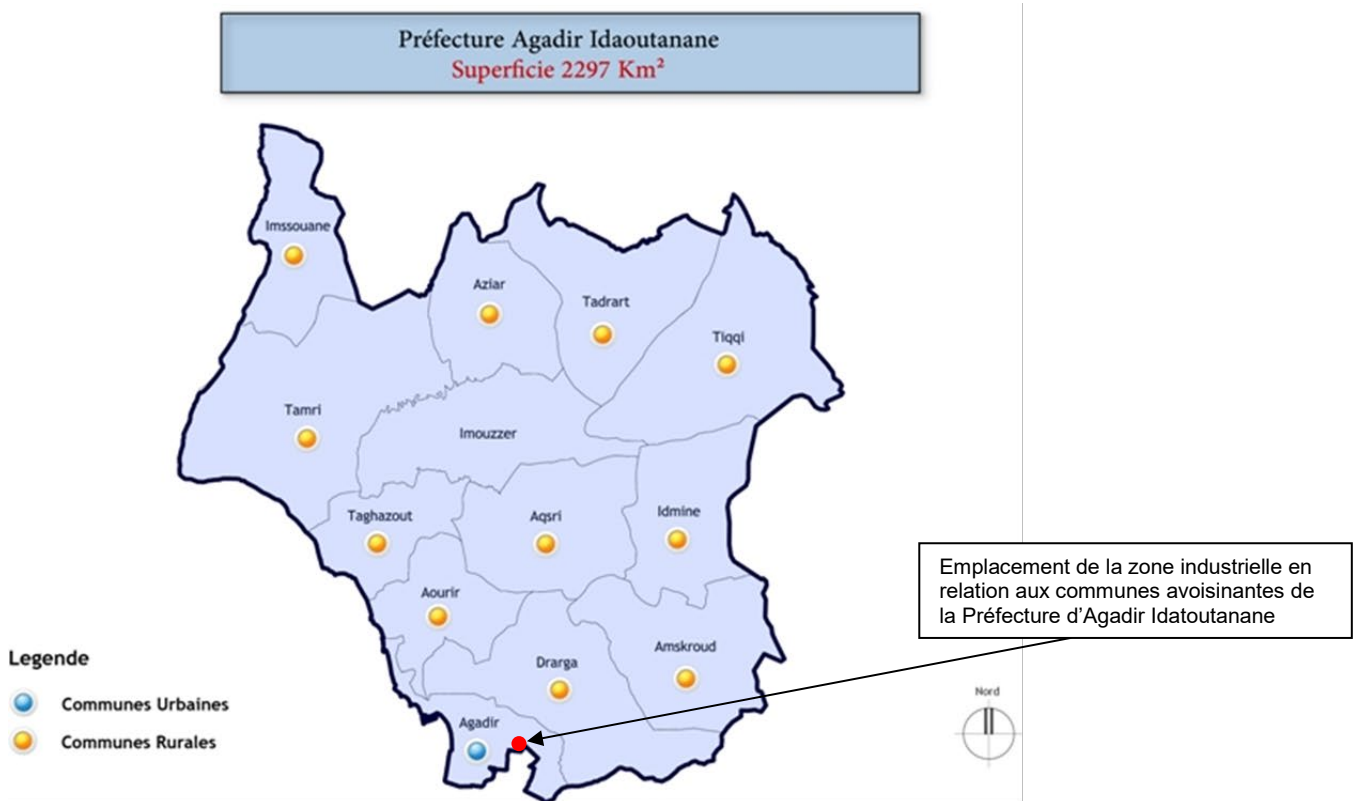 Préfecture Agadir Idaoutanane
Superficie 2297 Km²
Imssouane
Aziar
Tadrart
Tiqqi
Tamri
Imouzzer
Taghazout
Aqsri
Idmine
Emplacement de la zone industrielle en
relation aux communes avoisinantes de
la Préfecture d'Agadir Idatoutanane
Aourir
Amskroud
Drarga
Legende
Communes Urbaines
Communes Rurales
Nord
Agadir